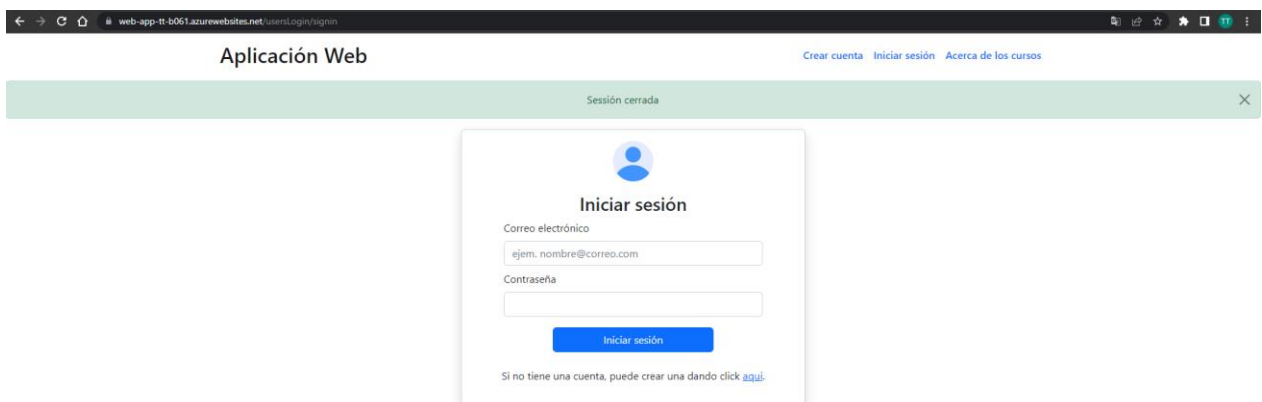 web-app-tt-b061.azurewebsites.net/usersLogin/signin
TT
Aplicación Web
Crear cuenta Iniciar sesión Acerca de los cursos
Sessión cerrada
Iniciar sesión
Correo electrónico
ejem. nombre@correo.com
Contraseña
Iniciar sesión
Si no tiene una cuenta, puede crear una dando click aquí.